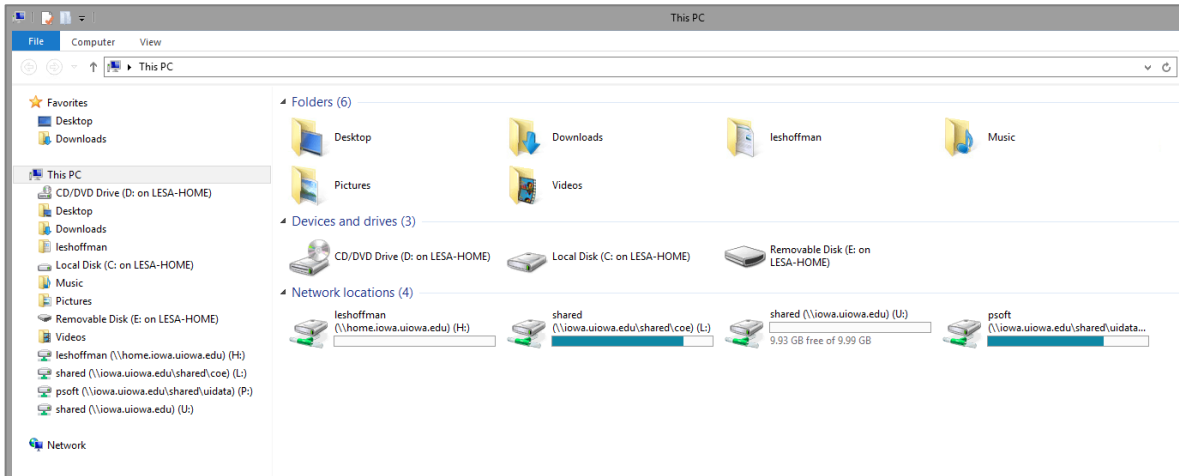 This PC
File Computer View
This PC
Favorites
Desktop
Downloads
This PC
CD/DVD Drive (D: on LESA-HOME)
Desktop
Downloads
leshoffman
Local Disk (C: on LESA-HOME)
Music
Pictures
Removable Disk (E: on LESA-HOME)
Videos
leshoffman (\\home.iowa.uiowa.edu) (H:)
shared (\\iowa.uiowa.edu\shared\coe) (L:)
psoft (\\iowa.uiowa.edu\shared\uidata) (P:)
shared (\\iowa.uiowa.edu) (U:)
Network
Folders (6)
Desktop Downloads leshoffman Music
Pictures Videos
Devices and drives (3)
CD/DVD Drive (D: on LESA-HOME) Local Disk (C: on LESA-HOME) Removable Disk (E: on
LESA-HOME)
Network locations (4)
leshoffman
(\\home.iowa.uiowa.edu) (H:)
shared
(\\iowa.uiowa.edu\shared\coe) (L:)
shared (\\iowa.uiowa.edu) (U:)
9.93 GB free of 9.99 GB
psoft
(\\iowa.uiowa.edu\shared\uidata...